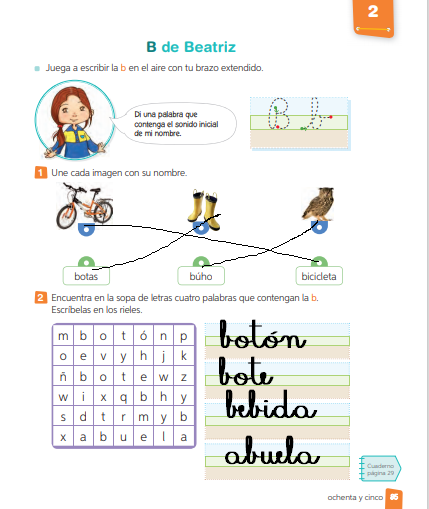 2
B de Beatriz
Juega a escribir la b en el aire con tu brazo extendido.
Di una palabra que
contenga el sonido inicial
de mi nombre.
B b
1 Une cada imagen con su nombre.
botas búho bicicleta
2 Encuentra en la sopa de letras cuatro palabras que contengan la b.
Escríbelas en los rieles.
m b o t ó n p
o e v y h j k
ñ b o t e w z
w i x q b h y
s d t r m y b
x a b u e l a
botón
bote
bebida
abuela
Cuaderno
página 29
ochenta y cinco 85